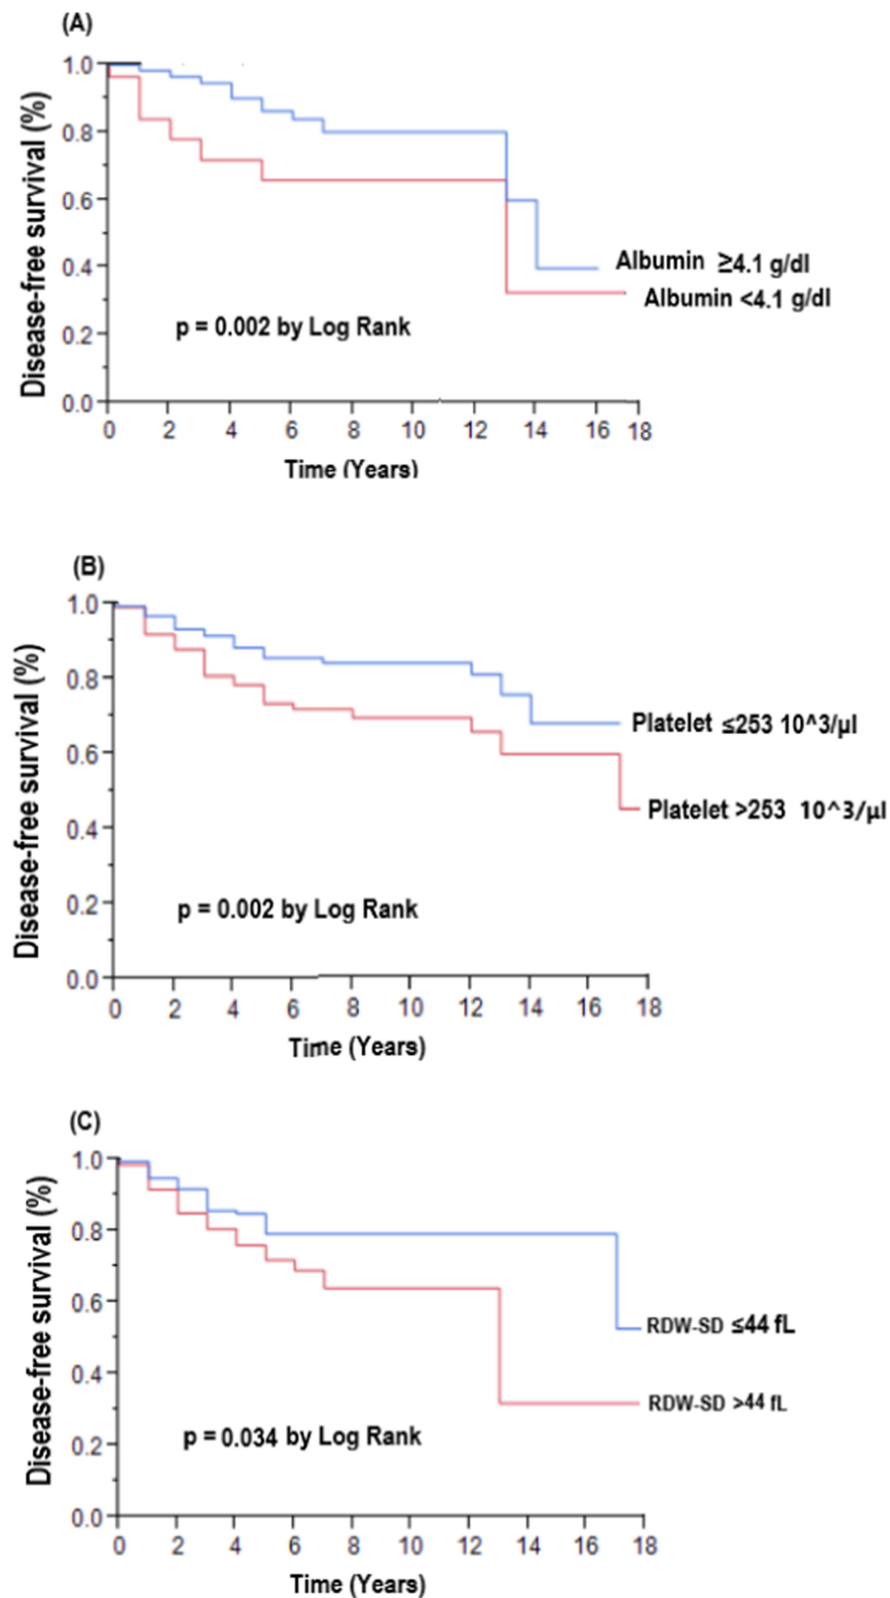 (A)
Disease-free survival (%)
1.0
0.8
0.6
0.4
0.2
0.0
Albumin ≥4.1 g/dl
Albumin <4.1 g/dl
p = 0.002 by Log Rank
0 2 4 6 8 10 12 14 16 18
Time (Years)
(B)
Disease-free survival (%)
1.0
0.8
0.6
0.4
0.2
0.0
Platelet ≤253 10^3/µl
Platelet >253 10^3/µl
p = 0.002 by Log Rank
0 2 4 6 8 10 12 14 16 18
Time (Years)
(C)
Disease-free survival (%)
1.0
0.8
0.6
0.4
0.2
0.0
RDW-SD ≤44 fL
RDW-SD >44 fL
p = 0.034 by Log Rank
0 2 4 6 8 10 12 14 16 18
Time (Years)